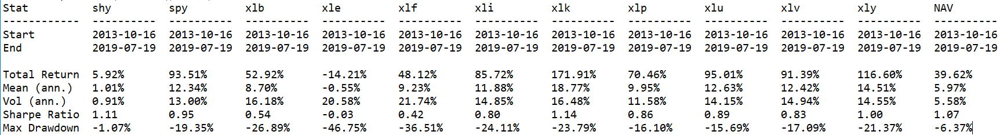 Stat shy spy xlb xle xlf xli xlk xlp xlu xlv xly NAV
------------ ---------- ---------- ---------- ---------- ---------- ---------- ---------- ---------- ---------- ---------- ---------- ----------
Start 2013-10-16 2013-10-16 2013-10-16 2013-10-16 2013-10-16 2013-10-16 2013-10-16 2013-10-16 2013-10-16 2013-10-16 2013-10-16 2013-10-16
End 2019-07-19 2019-07-19 2019-07-19 2019-07-19 2019-07-19 2019-07-19 2019-07-19 2019-07-19 2019-07-19 2019-07-19 2019-07-19 2019-07-19
Total Return 5.92% 93.51% 52.92% -14.21% 48.12% 85.72% 171.91% 70.46% 95.01% 91.39% 116.60% 39.62%
Mean (ann.) 1.01% 12.34% 8.70% -0.55% 9.23% 11.88% 18.77% 9.95% 12.63% 12.42% 14.51% 5.97%
Vol (ann.) 0.91% 13.00% 16.18% 20.58% 21.74% 14.85% 16.48% 11.58% 14.15% 14.94% 14.55% 5.58%
Sharpe Ratio 1.11 0.95 0.54 -0.03 0.42 0.80 1.14 0.86 0.89 0.83 1.00 1.07
Max Drawdown -1.07% -19.35% -26.89% -46.75% -36.51% -24.11% -23.79% -16.10% -15.69% -17.09% -21.37% -6.37%